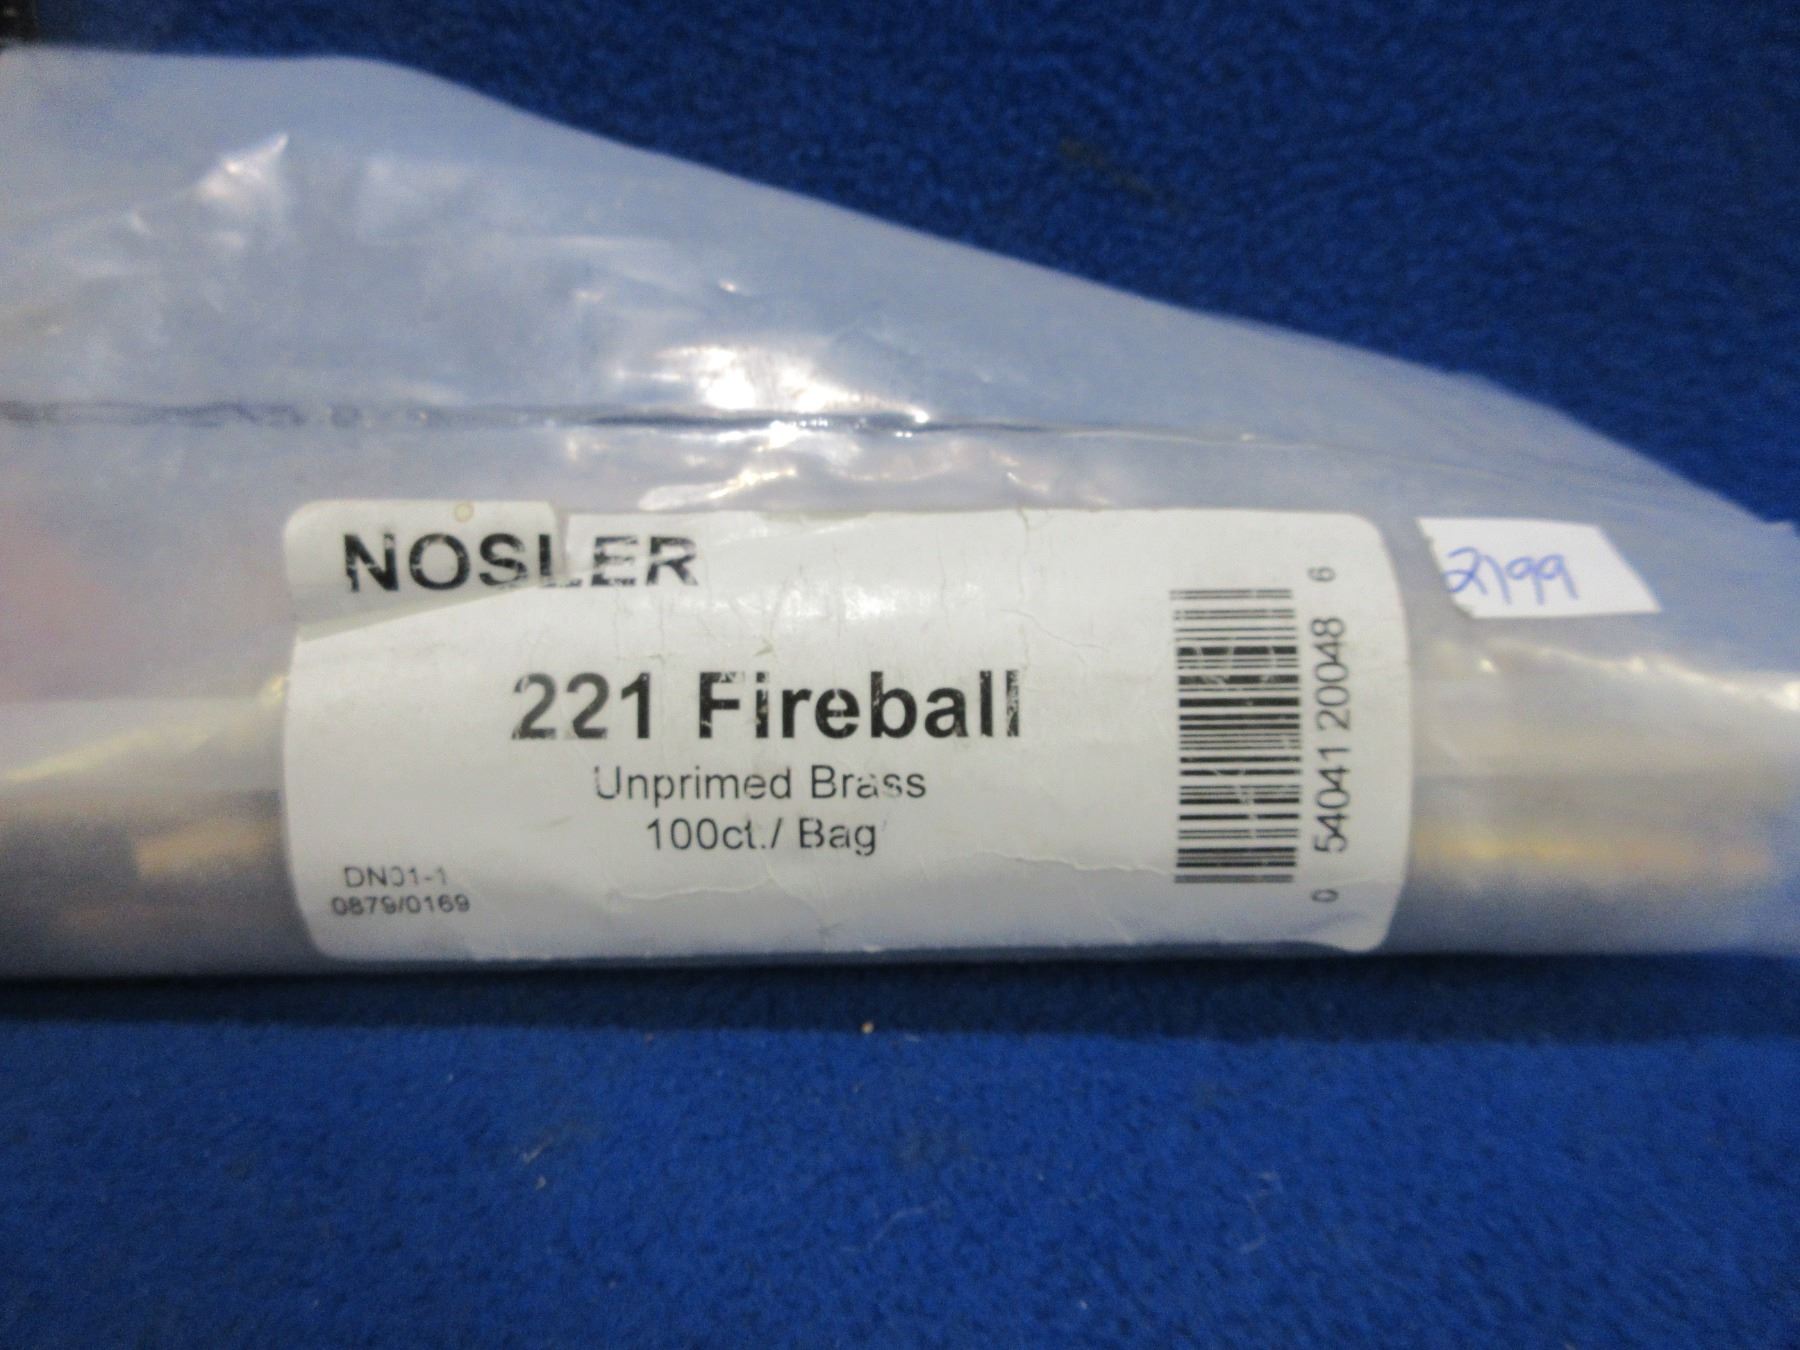 NOSLER
221 Fireball
Unprimed Brass
100ct./ Bag
DN01-1
0879/0169
0 54041 20048 6
2799